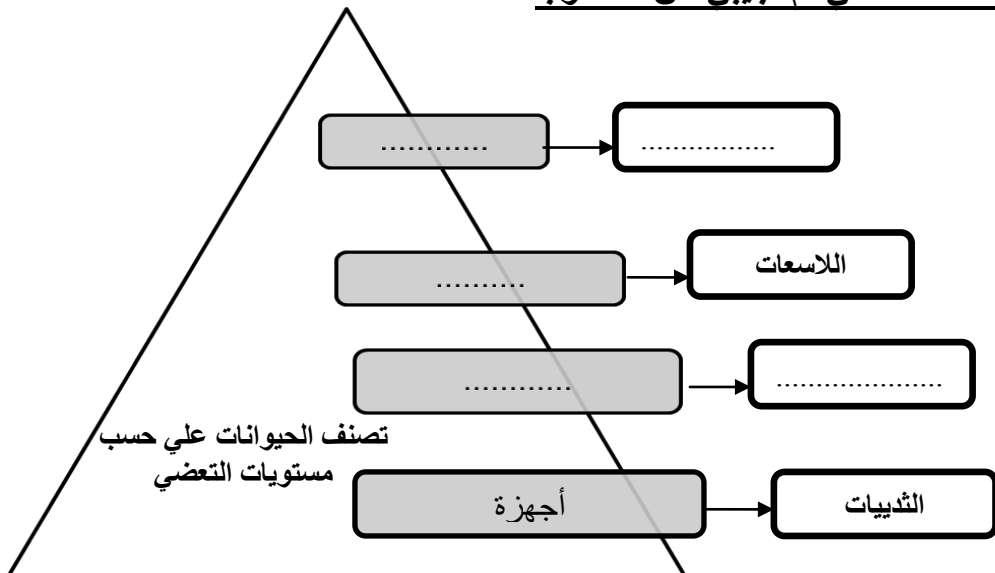 ............ .................
.......... اللاسعات
............ .....................
تصنف الحيوانات علي حسب
مستويات التعضي
أجهزة الثدييات